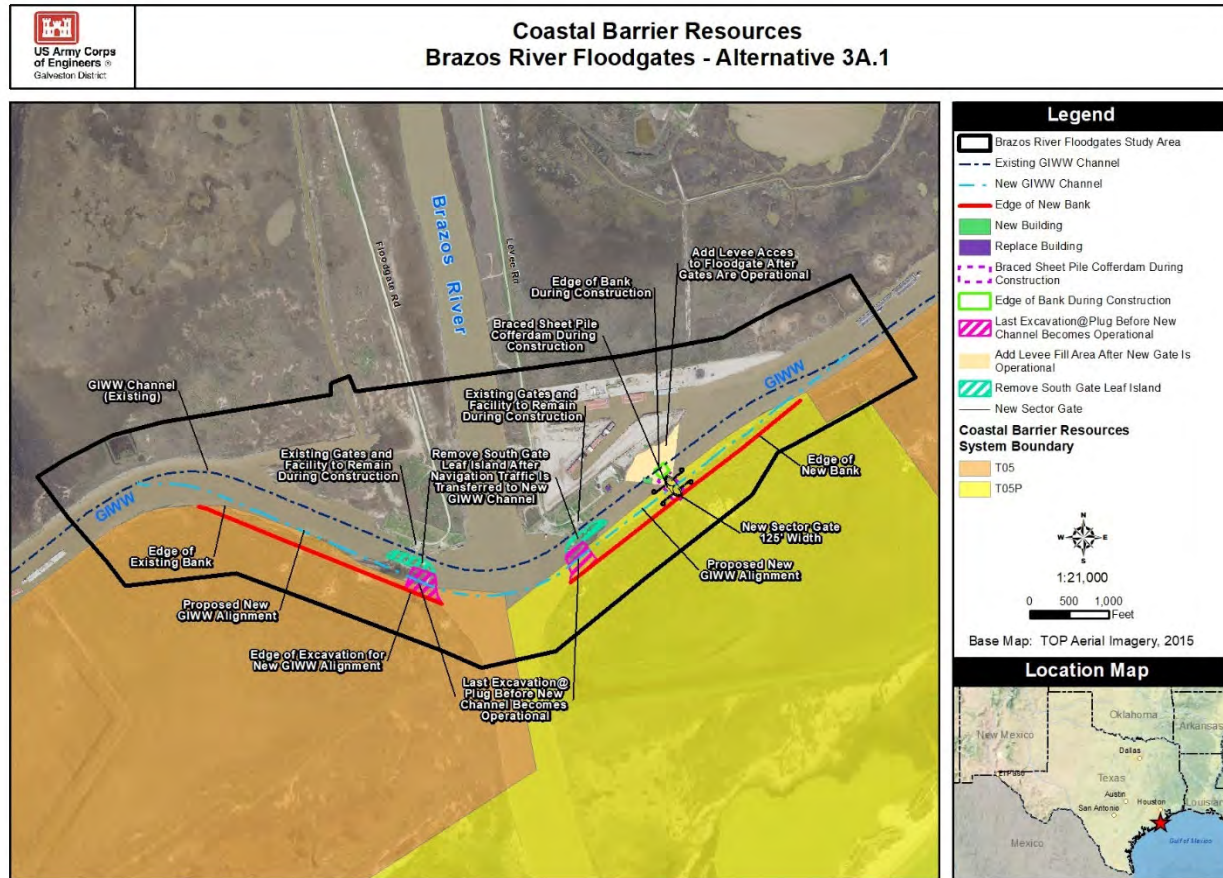 US Army Corps
of Engineers ®
Galveston District
Coastal Barrier Resources
Brazos River Floodgates - Alternative 3A.1
Brazos River
Floodgate Rd
Levee Rd
Add Levee Acces
to Floodgate After
Gates Are Operational
Edge of Bank
During Construction
Braced Sheet Pile
Cofferdam During
Construction
GIWW Channel
(Existing)
Existing Gates and
Facility to Remain
During Construction
GIWW
Existing Gates and
Facility to Remain
During Construction
Remove South Gate
Leaf Island After
Navigation Traffic Is
Transferred to New
GIWW Channel
Edge of
New Bank
GIWW
New Sector Gate
125' Width
Edge of
Existing Bank
Proposed New
GIWW Alignment
Proposed New
GIWW Alignment
Edge of Excavation for
New GIWW Alignment
Last Excavation@
Plug Before New
Channel Becomes
Operational
Legend
Brazos River Floodgates Study Area
Existing GIWW Channel
New GIWW Channel
Edge of New Bank
New Building
Replace Building
Braced Sheet Pile Cofferdam During
Construction
Edge of Bank During Construction
Last Excavation@Plug Before New
Channel Becomes Operational
Add Levee Fill Area After New Gate Is
Operational
Remove South Gate Leaf Island
New Sector Gate
Coastal Barrier Resources
System Boundary
T05
T05P
N
W
E
S
1:21,000
0 500 1,000
Feet
Base Map: TOP Aerial Imagery, 2015
Location Map
Oklahoma
Arkansas
New Mexico
Dallas
El Paso
Texas
Austin
Houston
San Antonio
Louisi
Mexico
Gulf of Mexico